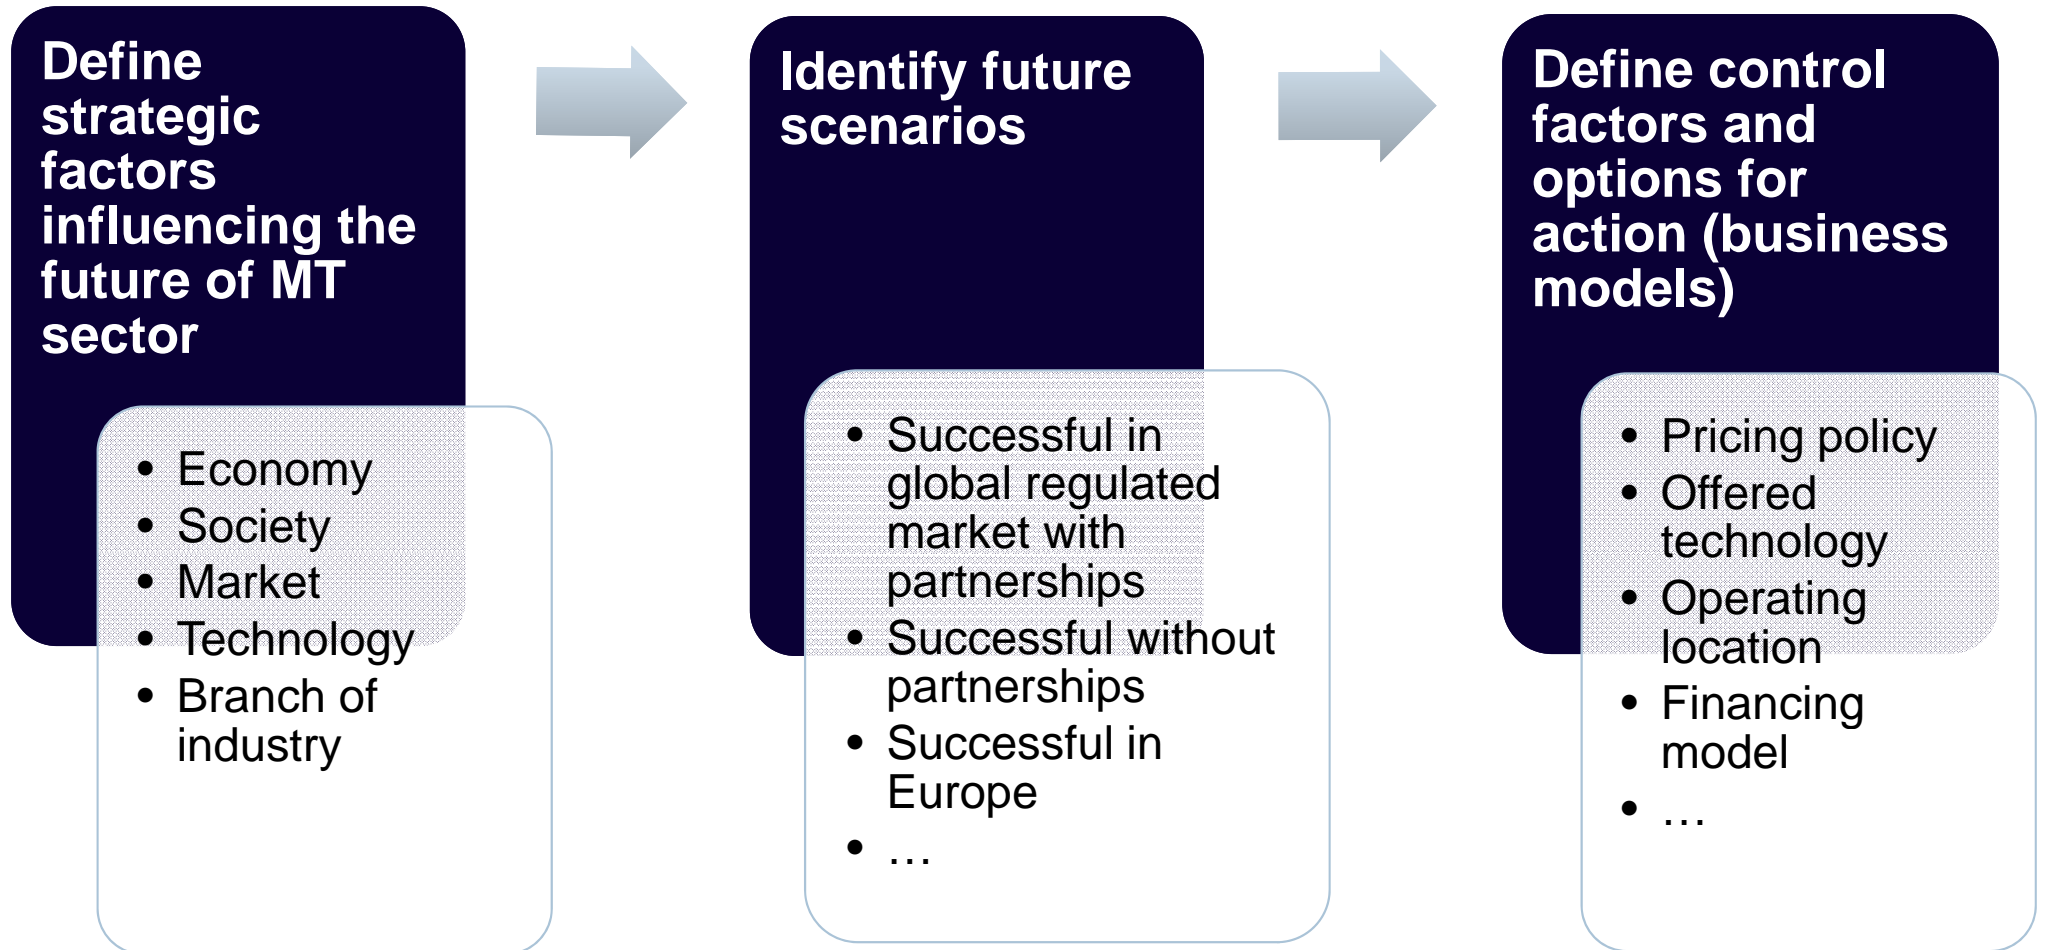 Define
strategic
factors
influencing the
future of MT
sector
• Economy
• Society
• Market
• Technology
• Branch of
industry
Identify future
scenarios
• Successful in
global regulated
market with
partnerships
• Successful without
partnerships
• Successful in
Europe
• …
Define control
factors and
options for
action (business
models)
• Pricing policy
• Offered
technology
• Operating
location
• Financing
model
• …